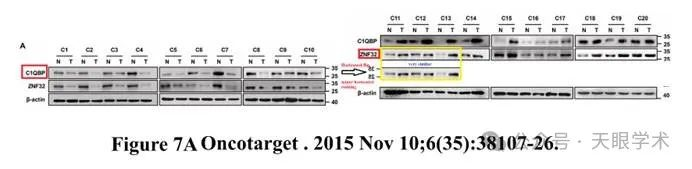 A
C1 C2 C3 C4 C5 C6 C7 C8 C9 C10
N T N T N T N T N T N T N T N T N T N T
C1QBP 35 25
ZNF32 35 25
β-actin 40
C11 C12 C13 C14 C15 C16 C17 C18 C19 C20
N T N T N T N T N T N T N T N T N T N T
C1QBP 35 25
ZNF32 35 25
very similar
35
25
β-actin 40
Figure 7A Oncotarget . 2015 Nov 10;6(35):38107-26.
公众号 · 天眼学术